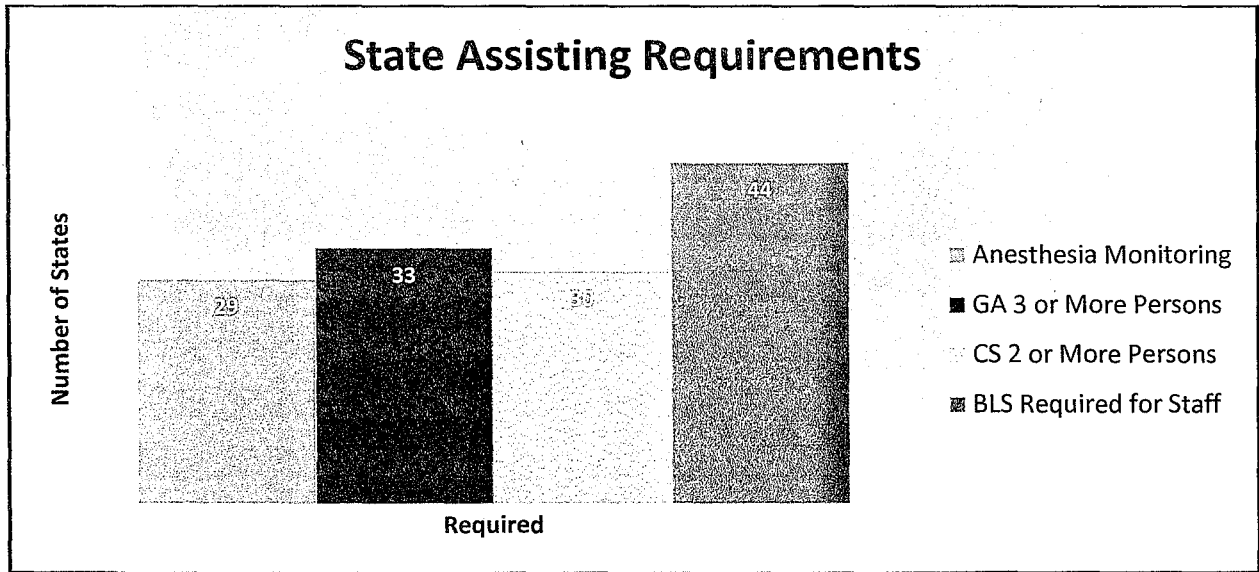 State Assisting Requirements
Number of States
29
33
30
44
Required
Anesthesia Monitoring
GA 3 or More Persons
CS 2 or More Persons
BLS Required for Staff